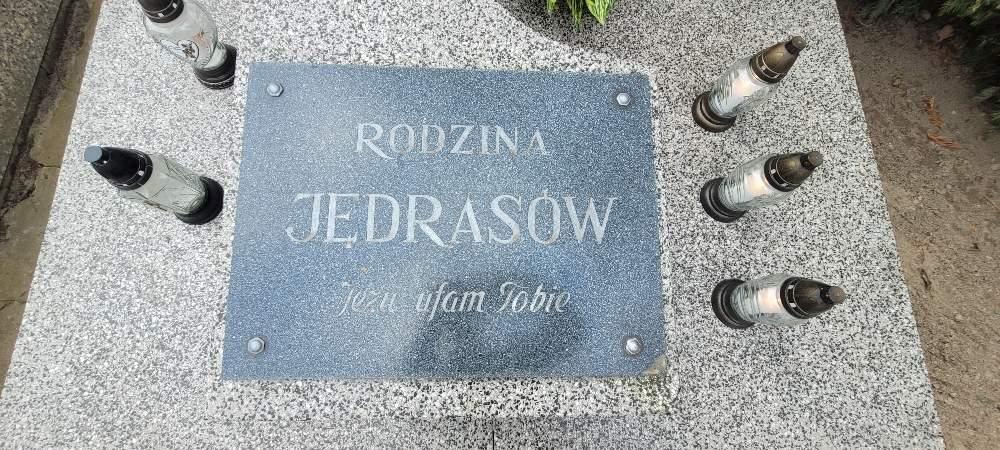 RODZINA
JĘDRASÓW
Jezu ufam Tobie